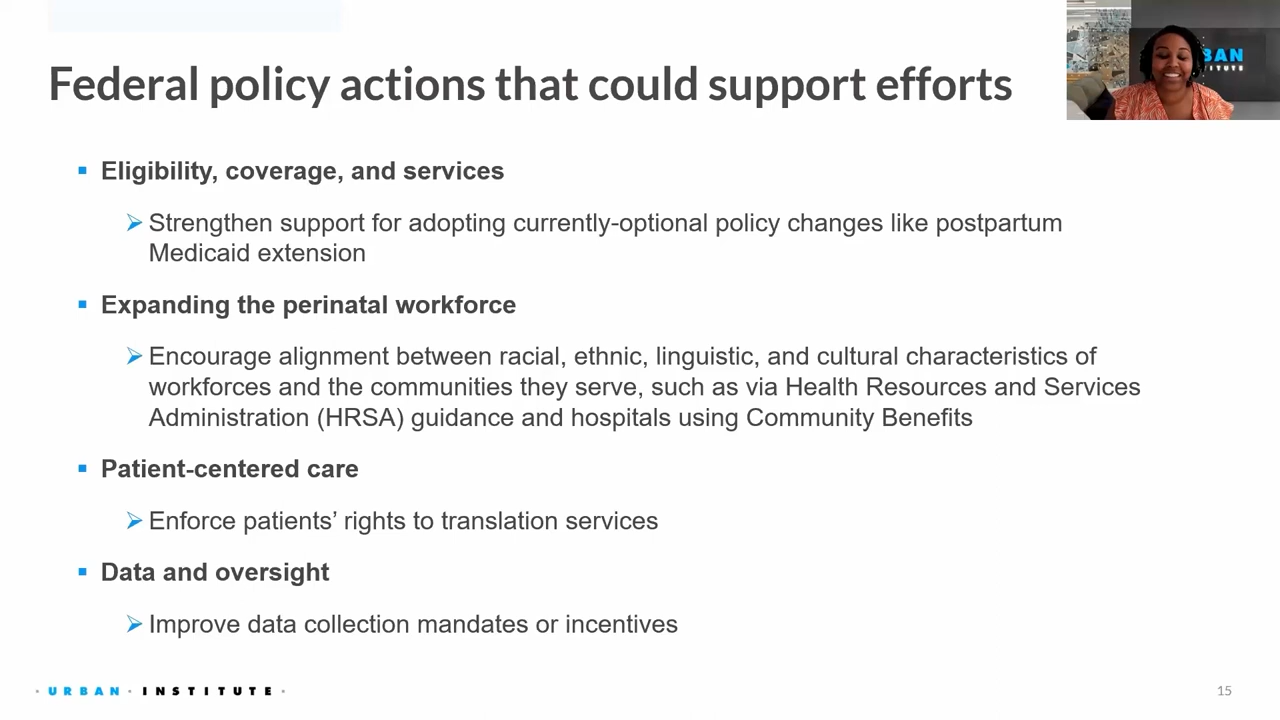 Federal policy actions that could support efforts
BAN
TITUTE
Eligibility, coverage, and services
Strengthen support for adopting currently-optional policy changes like postpartum
Medicaid extension
Expanding the perinatal workforce
Encourage alignment between racial, ethnic, linguistic, and cultural characteristics of
workforces and the communities they serve, such as via Health Resources and Services
Administration (HRSA) guidance and hospitals using Community Benefits
Patient-centered care
Enforce patients’ rights to translation services
Data and oversight
Improve data collection mandates or incentives
· URBAN · INSTITUTE ·
15